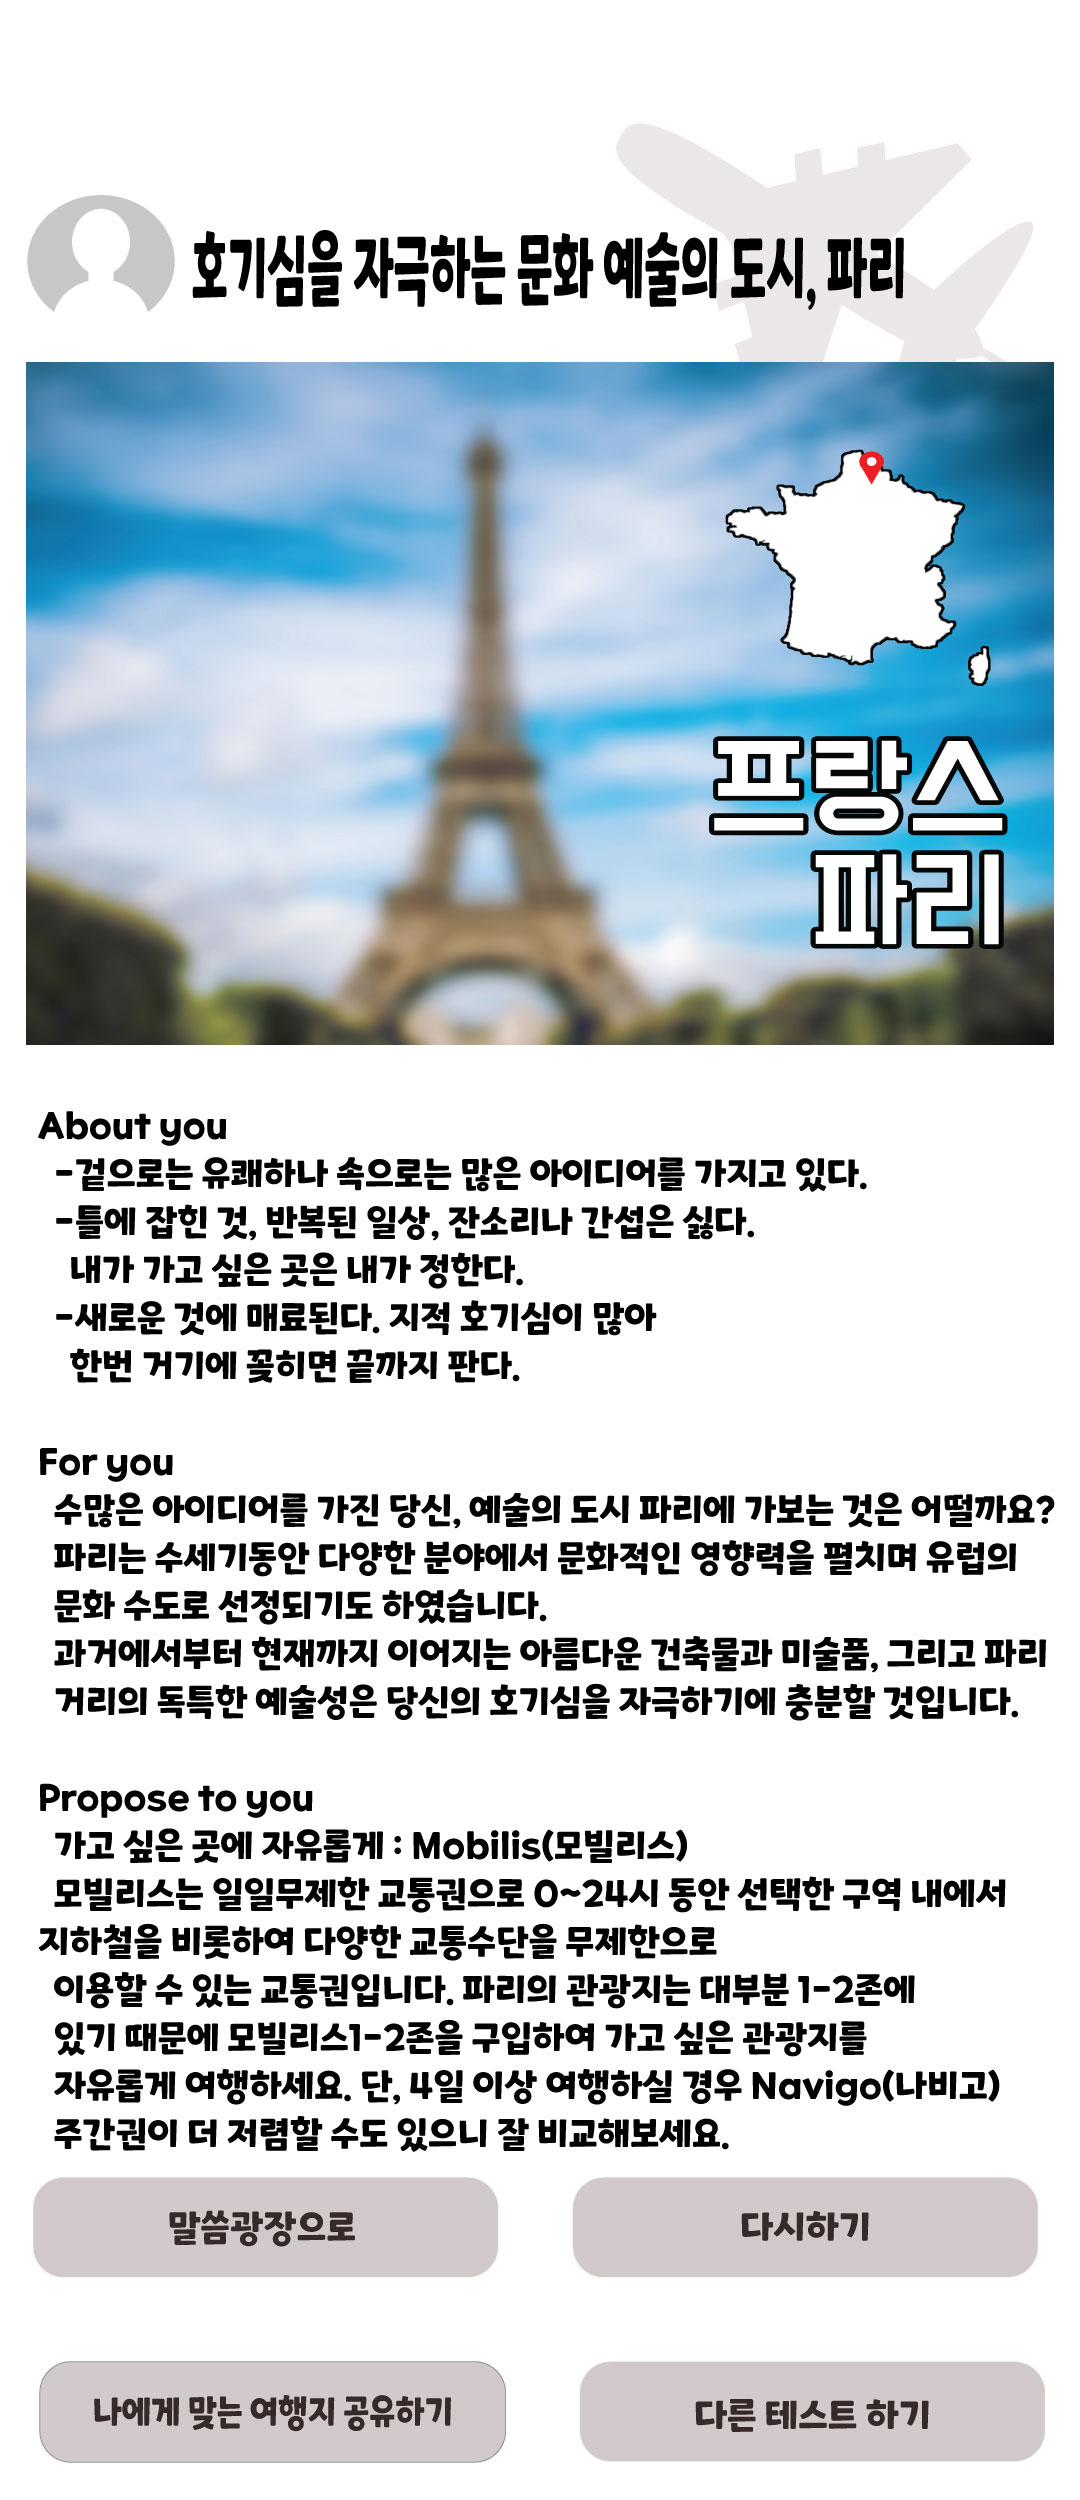 호기심을 자극하는 문화 예술의 도시, 파리
프랑스
파리
About you
-겉으로는 유쾌하나 속으로는 많은 아이디어를 가지고 있다.
-틀에 잡힌 것, 반복된 일상, 잔소리나 간섭은 싫다.
내가 가고 싶은 곳은 내가 정한다.
-새로운 것에 매료된다. 지적 호기심이 많아
한번 거기에 꽂히면 끝까지 판다.
For you
수많은 아이디어를 가진 당신, 예술의 도시 파리에 가보는 것은 어떨까요?
파리는 수세기동안 다양한 분야에서 문화적인 영향력을 펼치며 유럽의
문화 수도로 선정되기도 하였습니다.
과거에서부터 현재까지 이어지는 아름다운 건축물과 미술품, 그리고 파리
거리의 독특한 예술성은 당신의 호기심을 자극하기에 충분할 것입니다.
Propose to you
가고 싶은 곳에 자유롭게 : Mobilis(모빌리스)
모빌리스는 일일무제한 교통권으로 0~24시 동안 선택한 구역 내에서
지하철을 비롯하여 다양한 교통수단을 무제한으로
이용할 수 있는 교통권입니다. 파리의 관광지는 대부분 1-2존에
있기 때문에 모빌리스1-2존을 구입하여 가고 싶은 관광지를
자유롭게 여행하세요. 단, 4일 이상 여행하실 경우 Navigo(나비고)
주간권이 더 저렴할 수도 있으니 잘 비교해보세요.
말씀광장으로
다시하기
나에게 맞는 여행지 공유하기
다른 테스트 하기